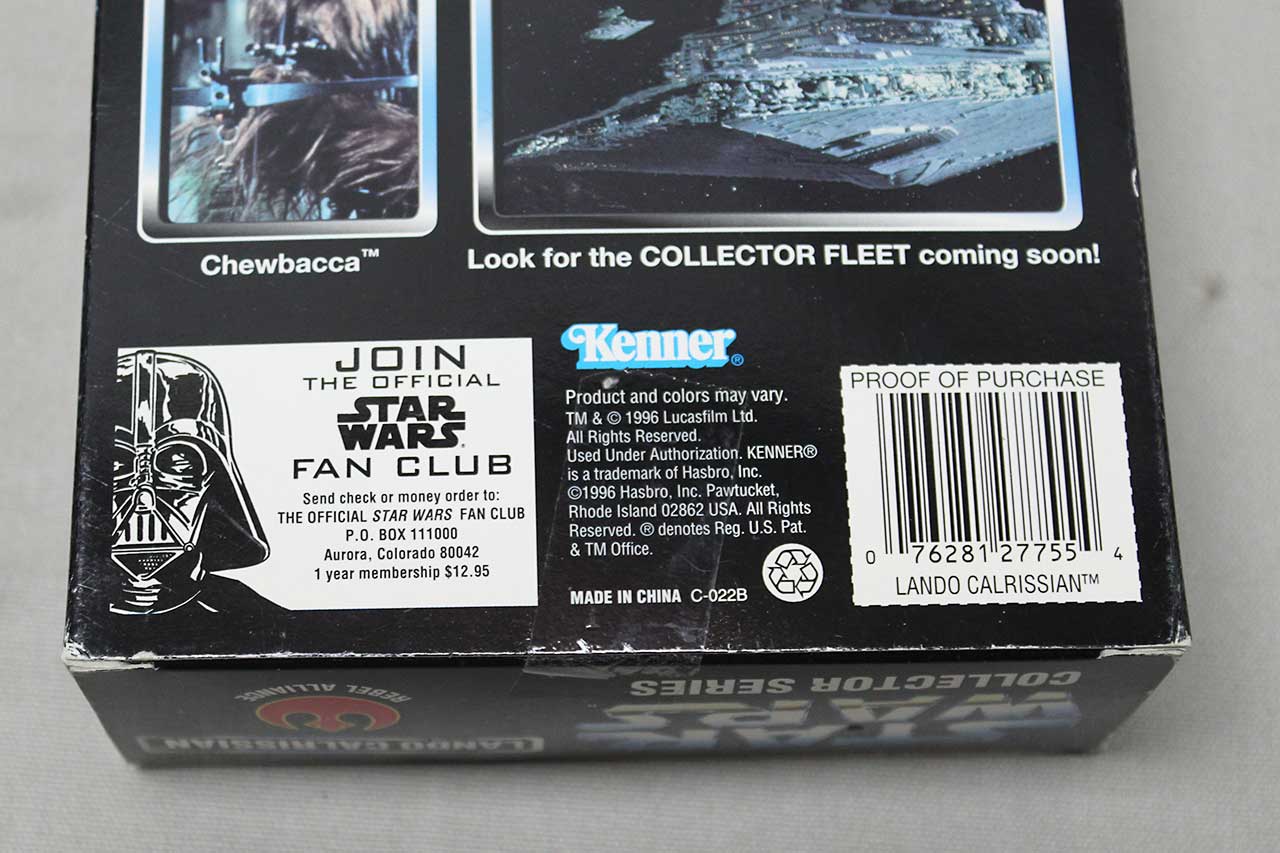 Chewbacca™
Look for the COLLECTOR FLEET coming soon!
JOIN
THE OFFICIAL
STAR
WARS®
FAN CLUB
Send check or money order to:
THE OFFICIAL STAR WARS FAN CLUB
P.O. BOX 111000
Aurora, Colorado 80042
1 year membership $12.95
Kenner®
Product and colors may vary.
TM & © 1996 Lucasfilm Ltd.
All Rights Reserved.
Used Under Authorization. KENNER®
is a trademark of Hasbro, Inc.
©1996 Hasbro, Inc. Pawtucket,
Rhode Island 02862 USA. All Rights
Reserved. ® denotes Reg. U.S. Pat.
& TM Office.
MADE IN CHINA C-022B
PROOF OF PURCHASE
0 76281 27755 4
LANDO CALRISSIAN™
REBEL ALLIANCE
LANDO CALRISSIAN
STAR
WARS
COLLECTOR SERIES